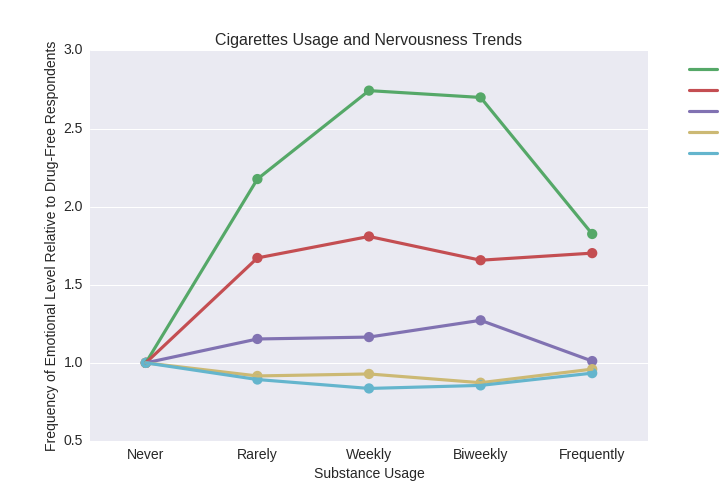 Cigarettes Usage and Nervousness Trends
Frequency of Emotional Level Relative to Drug-Free Respondents
3.0
2.5
2.0
1.5
1.0
0.5
Never Rarely Weekly Biweekly Frequently
Substance Usage